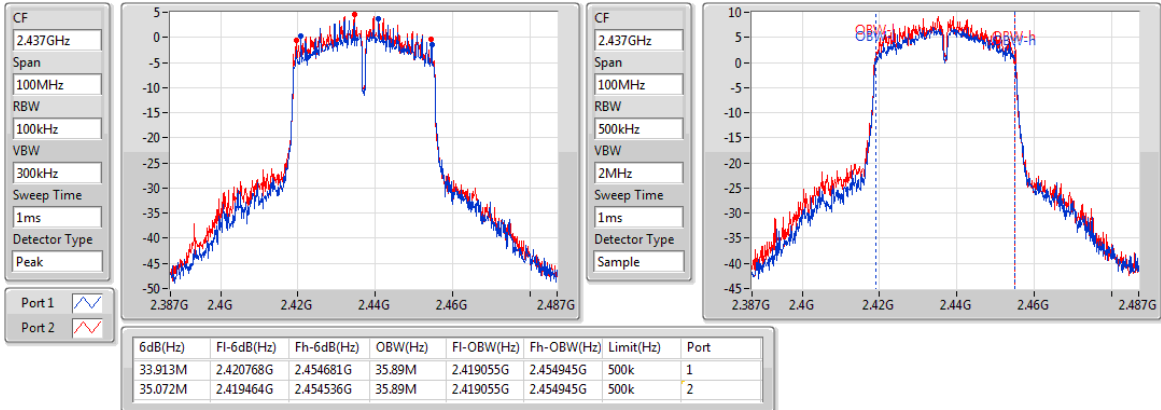 CF
2.437GHz
Span
100MHz
RBW
100kHz
VBW
300kHz
Sweep Time
1ms
Detector Type
Peak
Port 1
Port 2
5
0
-5
-10
-15
-20
-25
-30
-35
-40
-45
-50
2.387G 2.4G 2.42G 2.44G 2.46G 2.487G
CF
2.437GHz
Span
100MHz
RBW
500kHz
VBW
2MHz
Sweep Time
1ms
Detector Type
Sample
10
5
0
-5
-10
-15
-20
-25
-30
-35
-40
-45
OBW-h
2.387G 2.4G 2.42G 2.44G 2.46G 2.487G
6dB(Hz) Fl-6dB(Hz) Fh-6dB(Hz) OBW(Hz) Fl-OBW(Hz) Fh-OBW(Hz) Limit(Hz) Port
33.913M 2.420768G 2.454681G 35.89M 2.419055G 2.454945G 500k 1
35.072M 2.419464G 2.454536G 35.89M 2.419055G 2.454945G 500k 2